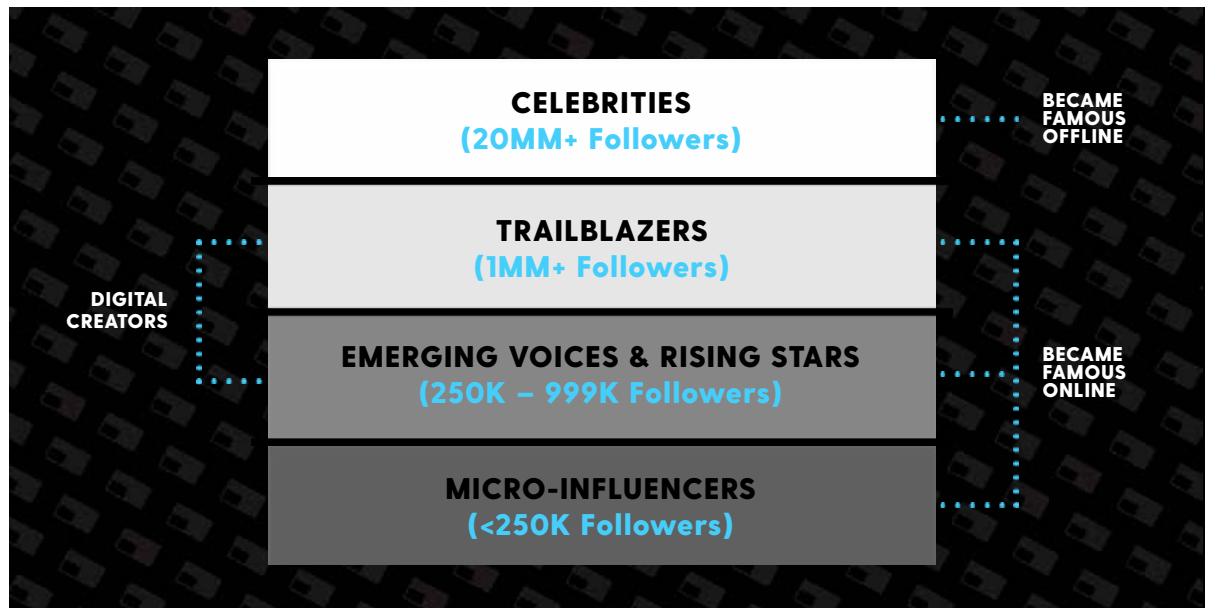 CELEBRITIES
(20MM+ Followers)
BECAME
FAMOUS
OFFLINE
TRAILBLAZERS
(1MM+ Followers)
DIGITAL
CREATORS
EMERGING VOICES & RISING STARS
(250K – 999K Followers)
BECAME
FAMOUS
ONLINE
MICRO-INFLUENCERS
(<250K Followers)